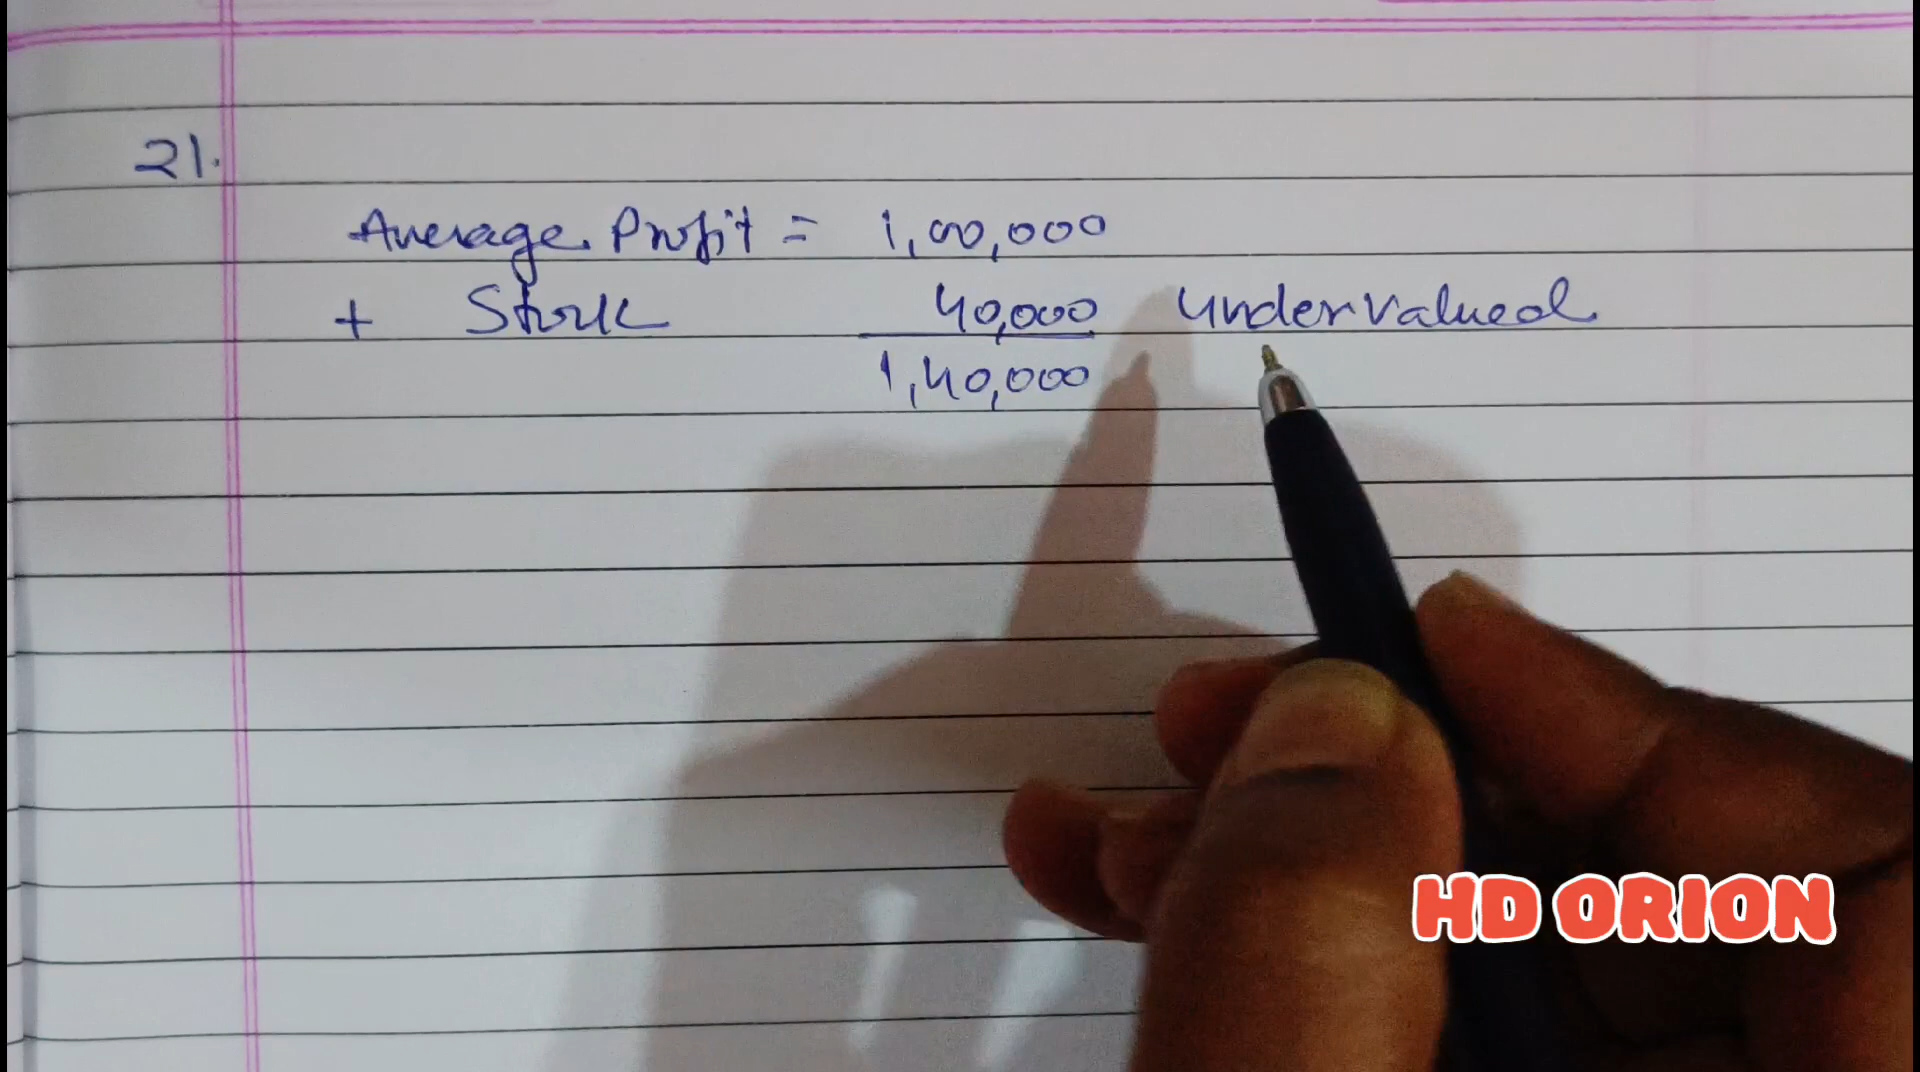 21.
Average Profit = 1,00,000
+ Stock 40,000 undervalued
1,40,000
HD ORION